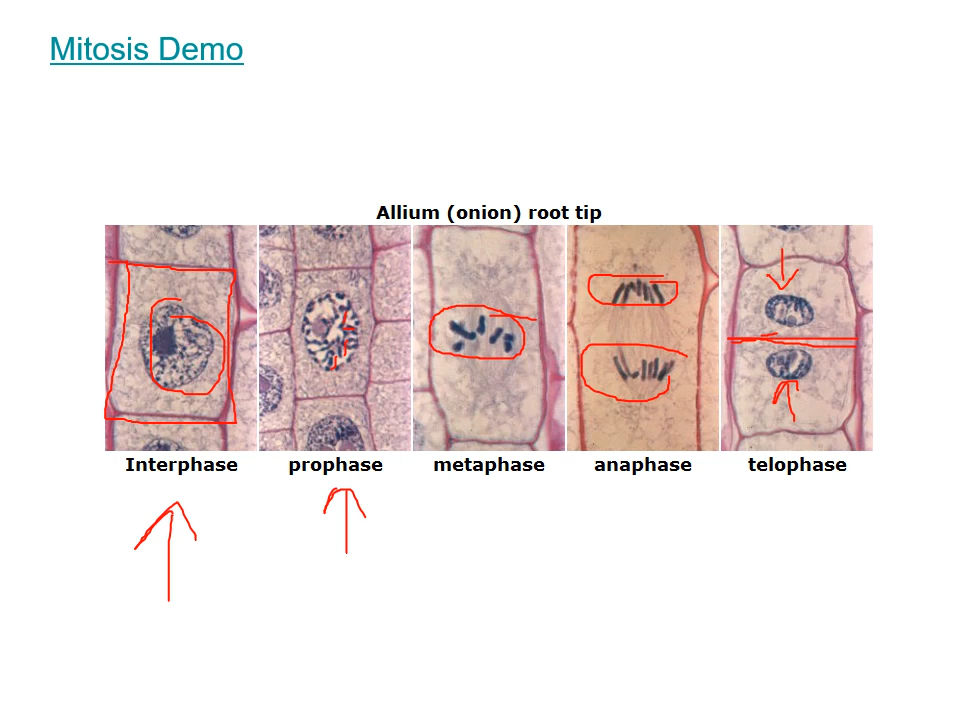 Mitosis Demo
Allium (onion) root tip
Interphase prophase metaphase anaphase telophase